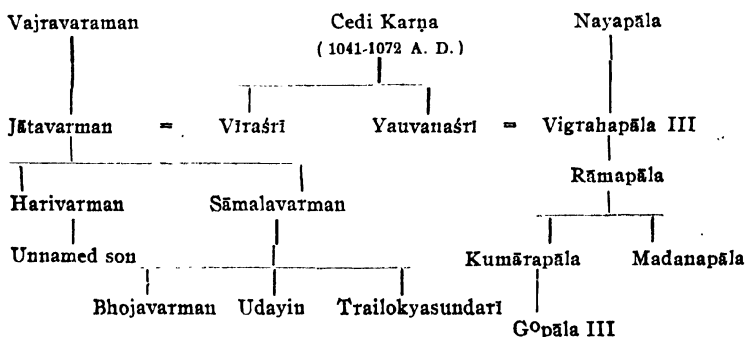 Vajravaraman Cedi Karṇa Nayapāla
(1041-1072 A. D.)
Jātavarman = Vīraśrī Yauvanaśrī = Vigrahapāla III
Rāmapāla
Harivarman Sāmalavarman
Unnamed son Kumārapāla Madanapāla
Bhojavarman Udayin Trailokyasundarī
Gopāla III